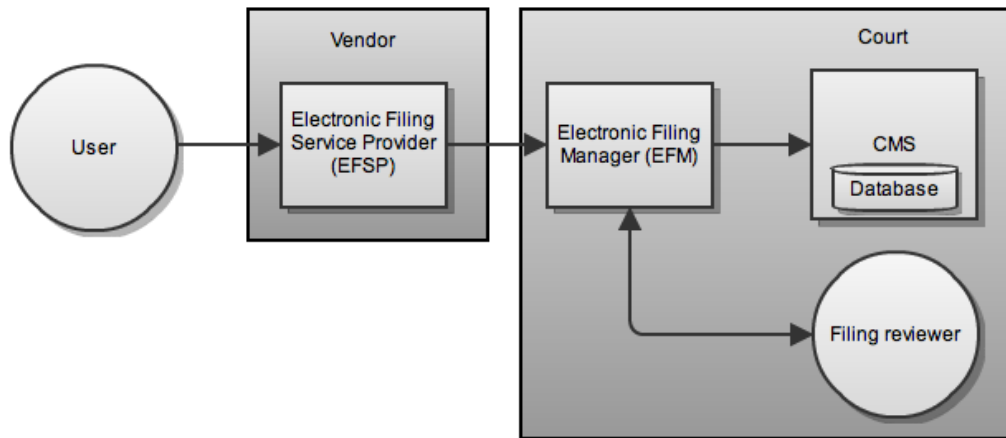 Vendor
Court
User
Electronic Filing
Service Provider
(EFSP)
Electronic Filing
Manager (EFM)
CMS
Database
Filing reviewer